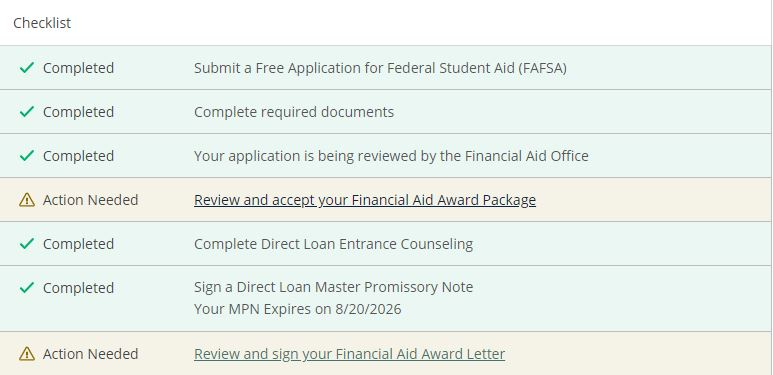 Checklist
Completed Submit a Free Application for Federal Student Aid (FAFSA)
Completed Complete required documents
Completed Your application is being reviewed by the Financial Aid Office
Action Needed Review and accept your Financial Aid Award Package
Completed Complete Direct Loan Entrance Counseling
Completed Sign a Direct Loan Master Promissory Note
Your MPN Expires on 8/20/2026
Action Needed Review and sign your Financial Aid Award Letter